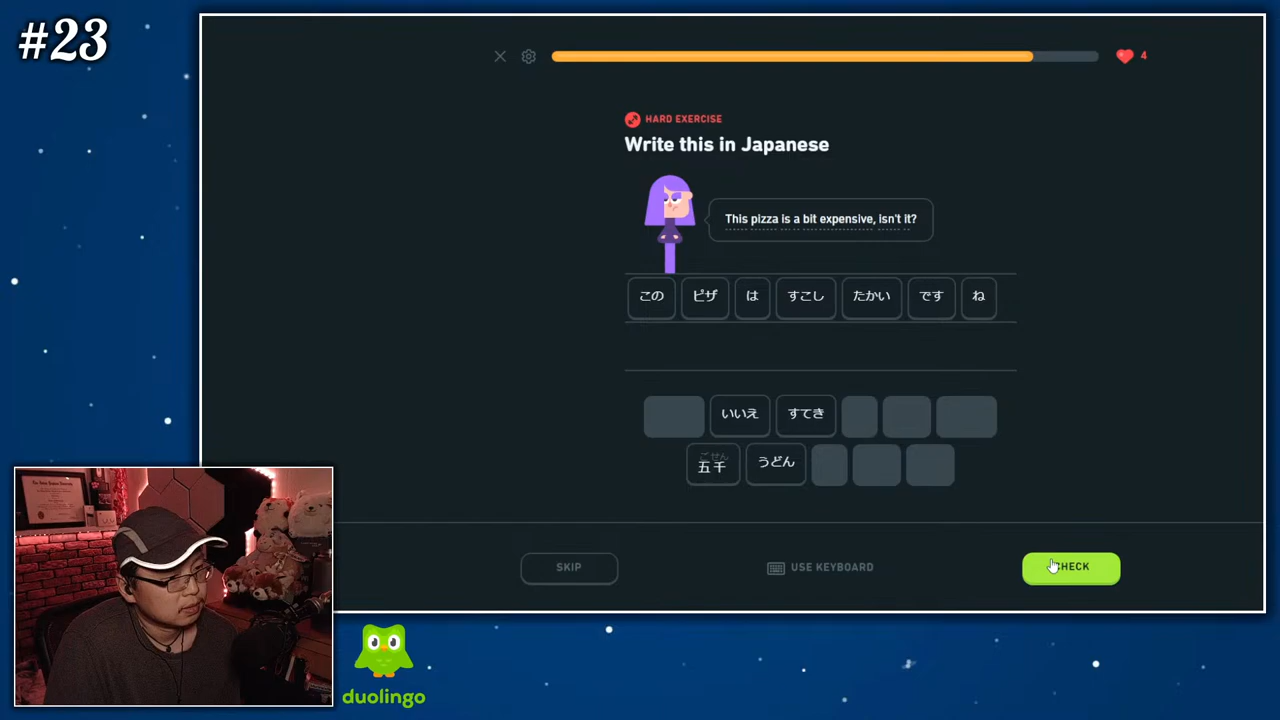 #23
4
HARD EXERCISE
Write this in Japanese
This pizza is a bit expensive, isn't it?
この ピザ は すこし たかい です ね
いいえ すてき
ごせん
五千 うどん
SKIP
USE KEYBOARD
CHECK
duolingo